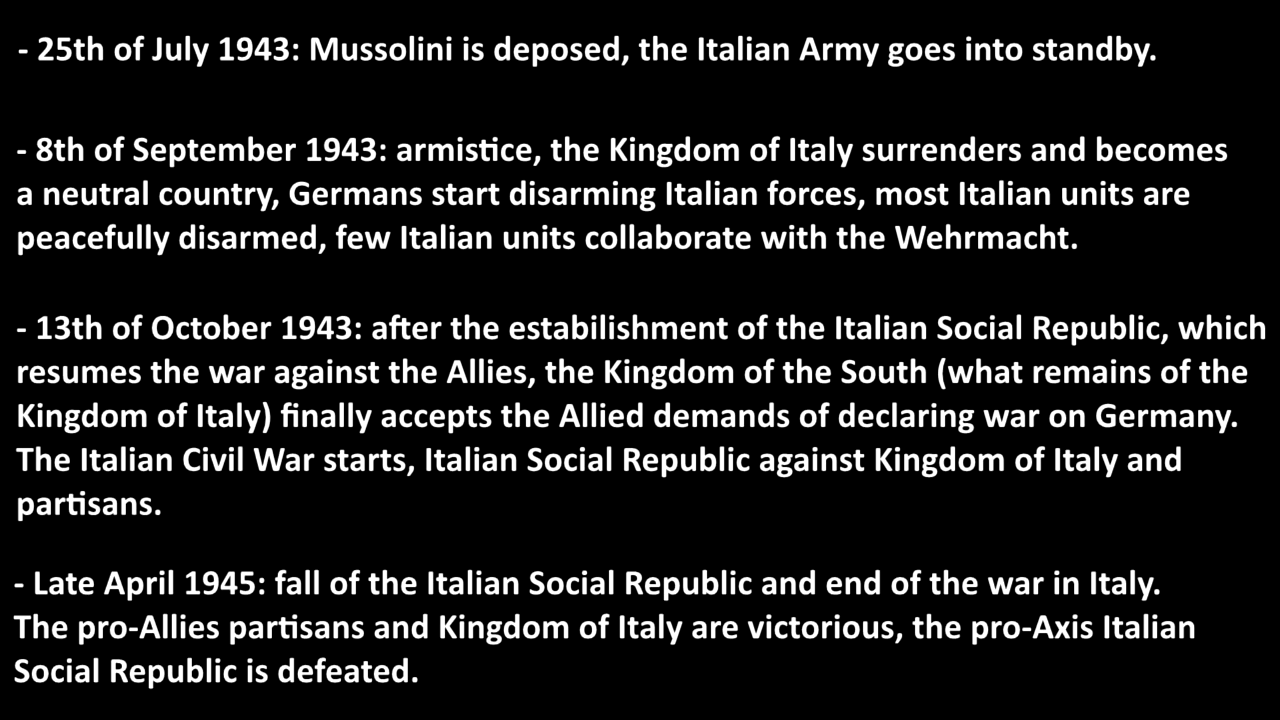 - 25th of July 1943: Mussolini is deposed, the Italian Army goes into standby.
- 8th of September 1943: armistice, the Kingdom of Italy surrenders and becomes
a neutral country, Germans start disarming Italian forces, most Italian units are
peacefully disarmed, few Italian units collaborate with the Wehrmacht.
- 13th of October 1943: after the estabilishment of the Italian Social Republic, which
resumes the war against the Allies, the Kingdom of the South (what remains of the
Kingdom of Italy) finally accepts the Allied demands of declaring war on Germany.
The Italian Civil War starts, Italian Social Republic against Kingdom of Italy and
partisans.
- Late April 1945: fall of the Italian Social Republic and end of the war in Italy.
The pro-Allies partisans and Kingdom of Italy are victorious, the pro-Axis Italian
Social Republic is defeated.